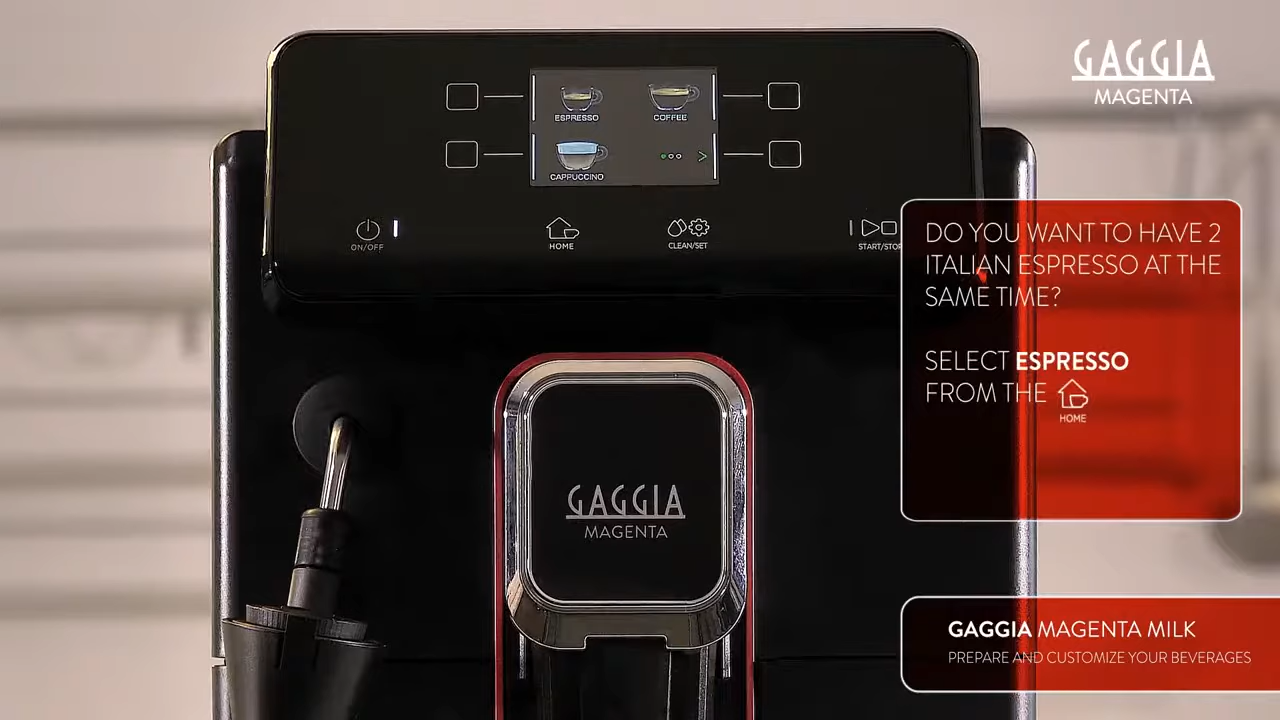 GAGGIA
MAGENTA
ESPRESSO
COFFEE
CAPPUCCINO
ON/OFF
HOME
CLEAN/SET
START/STOP
DO YOU WANT TO HAVE 2
ITALIAN ESPRESSO AT THE
SAME TIME?
SELECT ESPRESSO
FROM THE
HOME
GAGGIA
MAGENTA
GAGGIA MAGENTA MILK
PREPARE AND CUSTOMIZE YOUR BEVERAGES